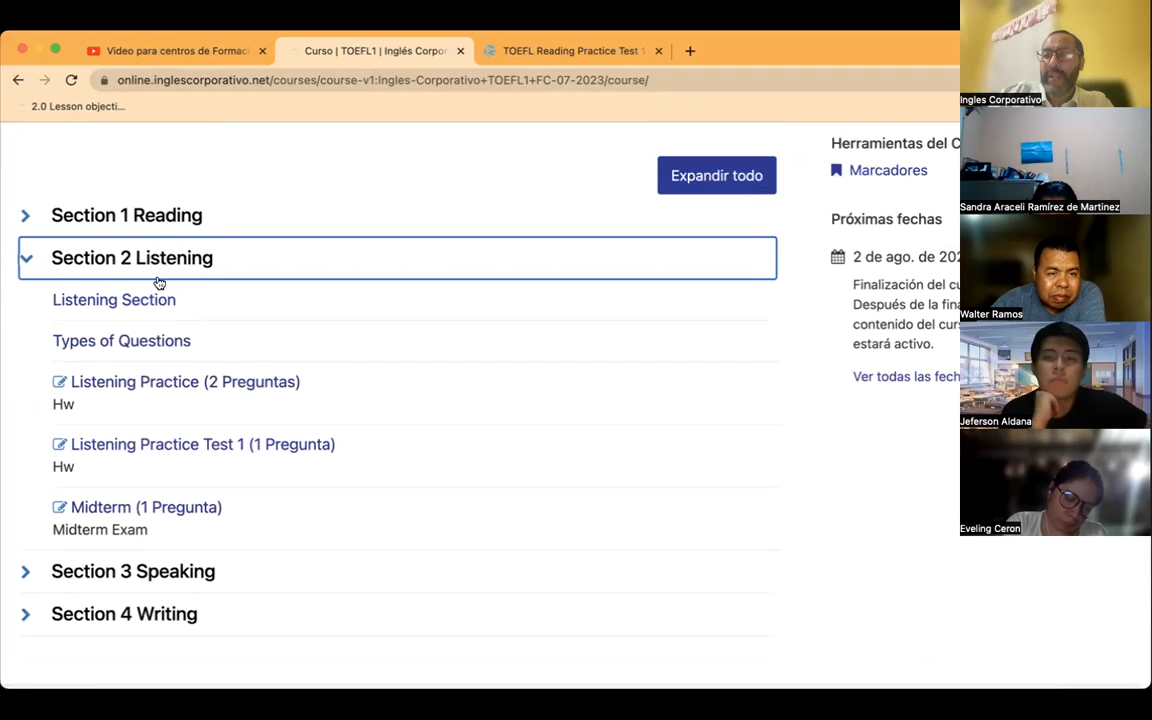 Video para centros de Formaci
Curso | TOEFL1 | Inglés Corpor
TOEFL Reading Practice Test 1
online.inglescorporativo.net/courses/course-v1:Ingles-Corporativo+TOEFL1+FC-07-2023/course/
2.0 Lesson objecti...
Expandir todo
Section 1 Reading
Section 2 Listening
Listening Section
Types of Questions
Listening Practice (2 Preguntas)
Hw
Listening Practice Test 1 (1 Pregunta)
Hw
Midterm (1 Pregunta)
Midterm Exam
Section 3 Speaking
Section 4 Writing
Herramientas del C
Marcadores
Próximas fechas
2 de ago. de 202
Finalización del cu
Después de la fina
contenido del curs
estará activo.
Ver todas las fech
Ingles Corporativo
Sandra Araceli Ramírez de Martinez
Walter Ramos
Jeferson Aldana
Eveling Ceron